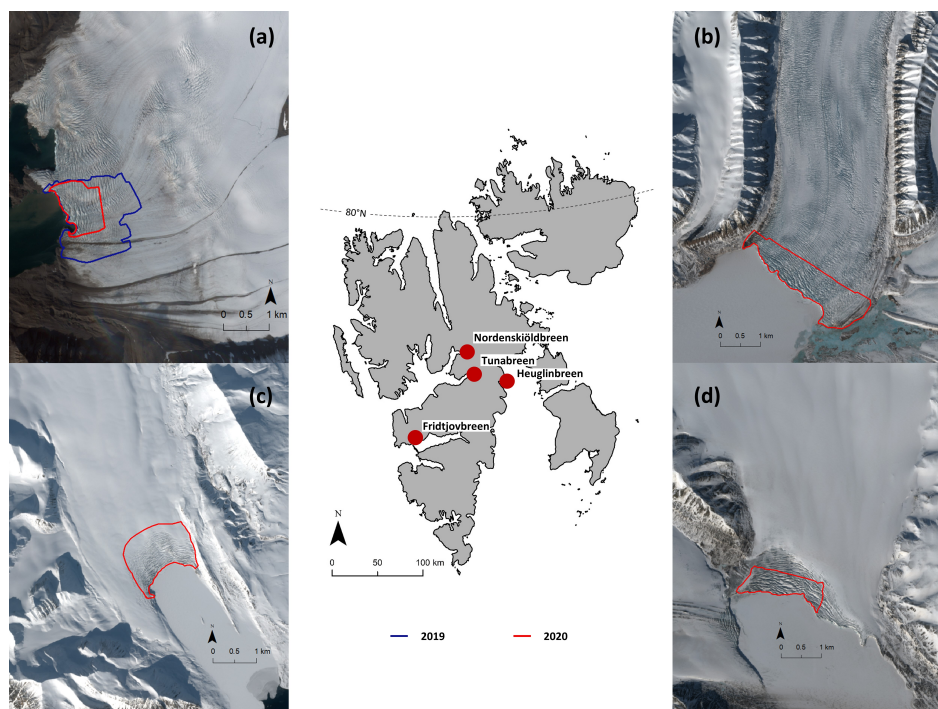 (a)
N
0 0.5 1 km
(b)
N
0 0.5 1 km
80°N
Nordenskiöldbreen
Tunabreen
Heuglinbreen
Fridtjovbreen
N
0 50 100 km
2019
2020
(c)
N
0 0.5 1 km
(d)
N
0 0.5 1 km